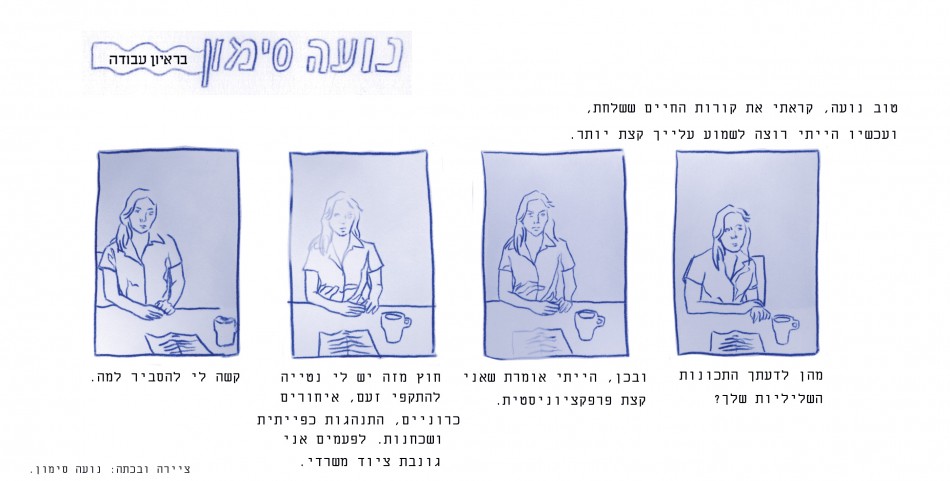 נועה סימון
בראיון עבודה
טוב נועה, קראתי את קורות החיים ששלחת,
ועכשיו הייתי רוצה לשמוע עלייך קצת יותר.
מהן לדעתך התכונות
השליליות שלך?
ובכן, הייתי אומרת שאני
קצת פרפקציוניסטית.
חוץ מזה יש לי נטייה
להתקפי זעם, איחורים
כרוניים, התנהגות כפייתית
ושכחנות. לפעמים אני
גונבת ציוד משרדי.
קשה לי להסביר למה.
ציירה ובכתה: נועה סימון.